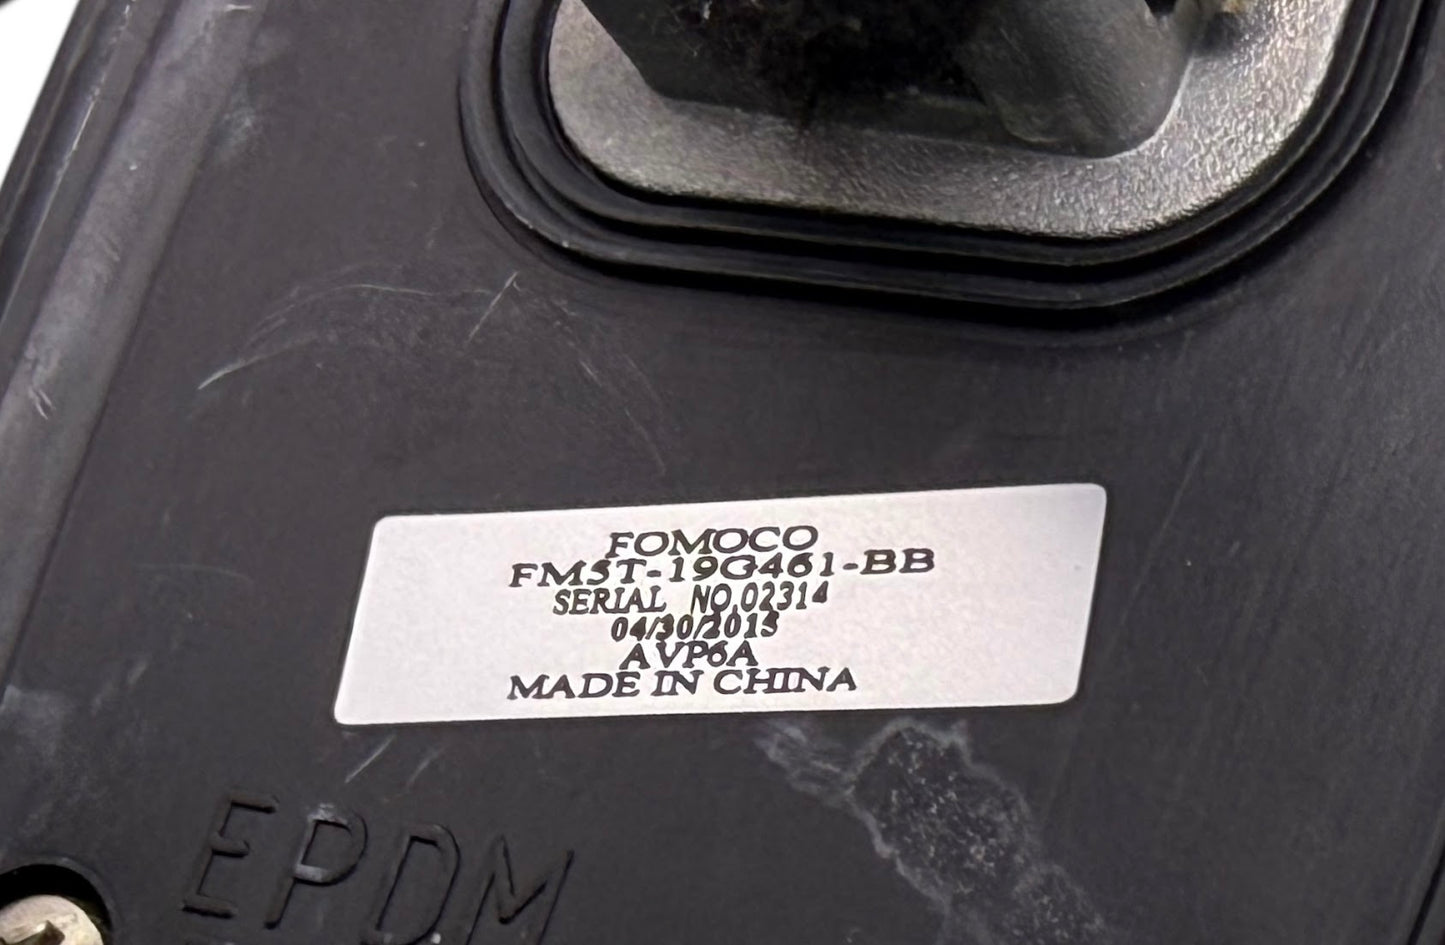 FOMOCO
FM5T-19G461-BB
SERIAL NO.02314
04/30/2015
AVP6A
MADE IN CHINA
EPDM